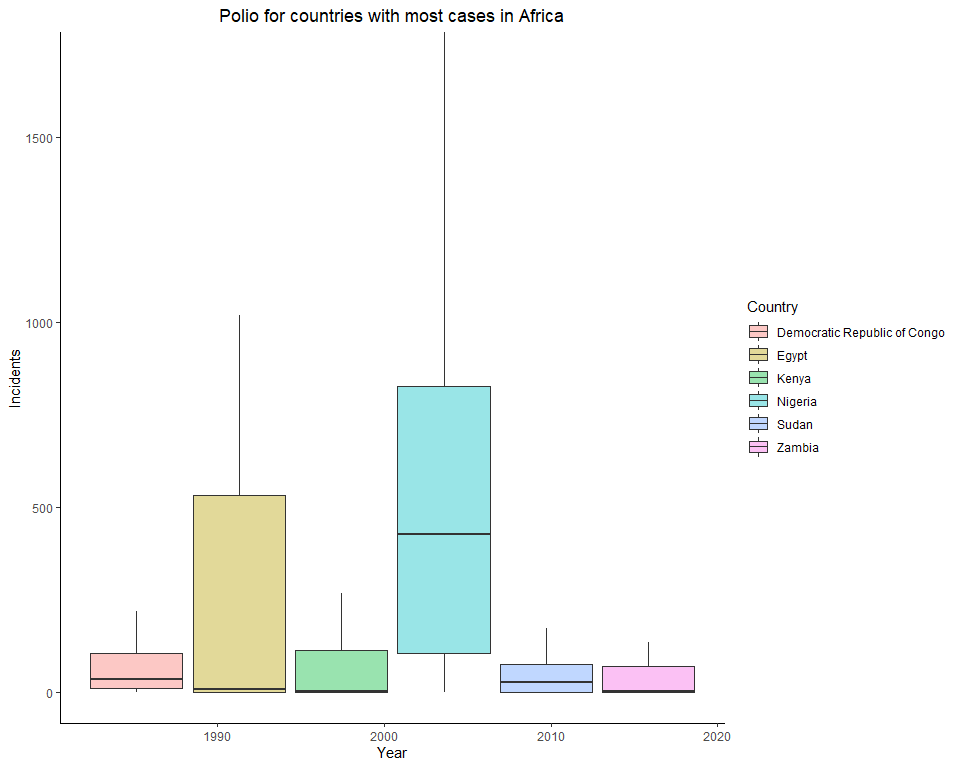 Polio for countries with most cases in Africa
1500
1000
500
0
Incidents
1990
2000
2010
2020
Year
Country
Democratic Republic of Congo
Egypt
Kenya
Nigeria
Sudan
Zambia